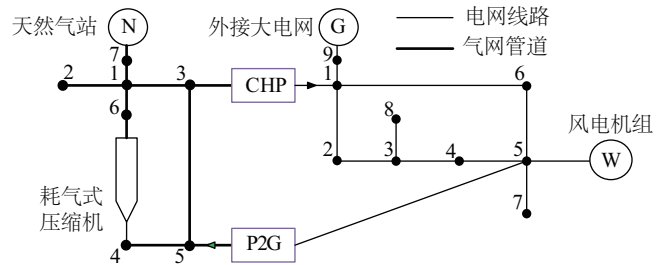 天然气站 N 外接大电网 G 电网线路
气网管道
7 9
2 1 3 CHP 1 6
6 8 风电机组
2 3 4 5 W
耗气式
压缩机
7
4 5 P2G